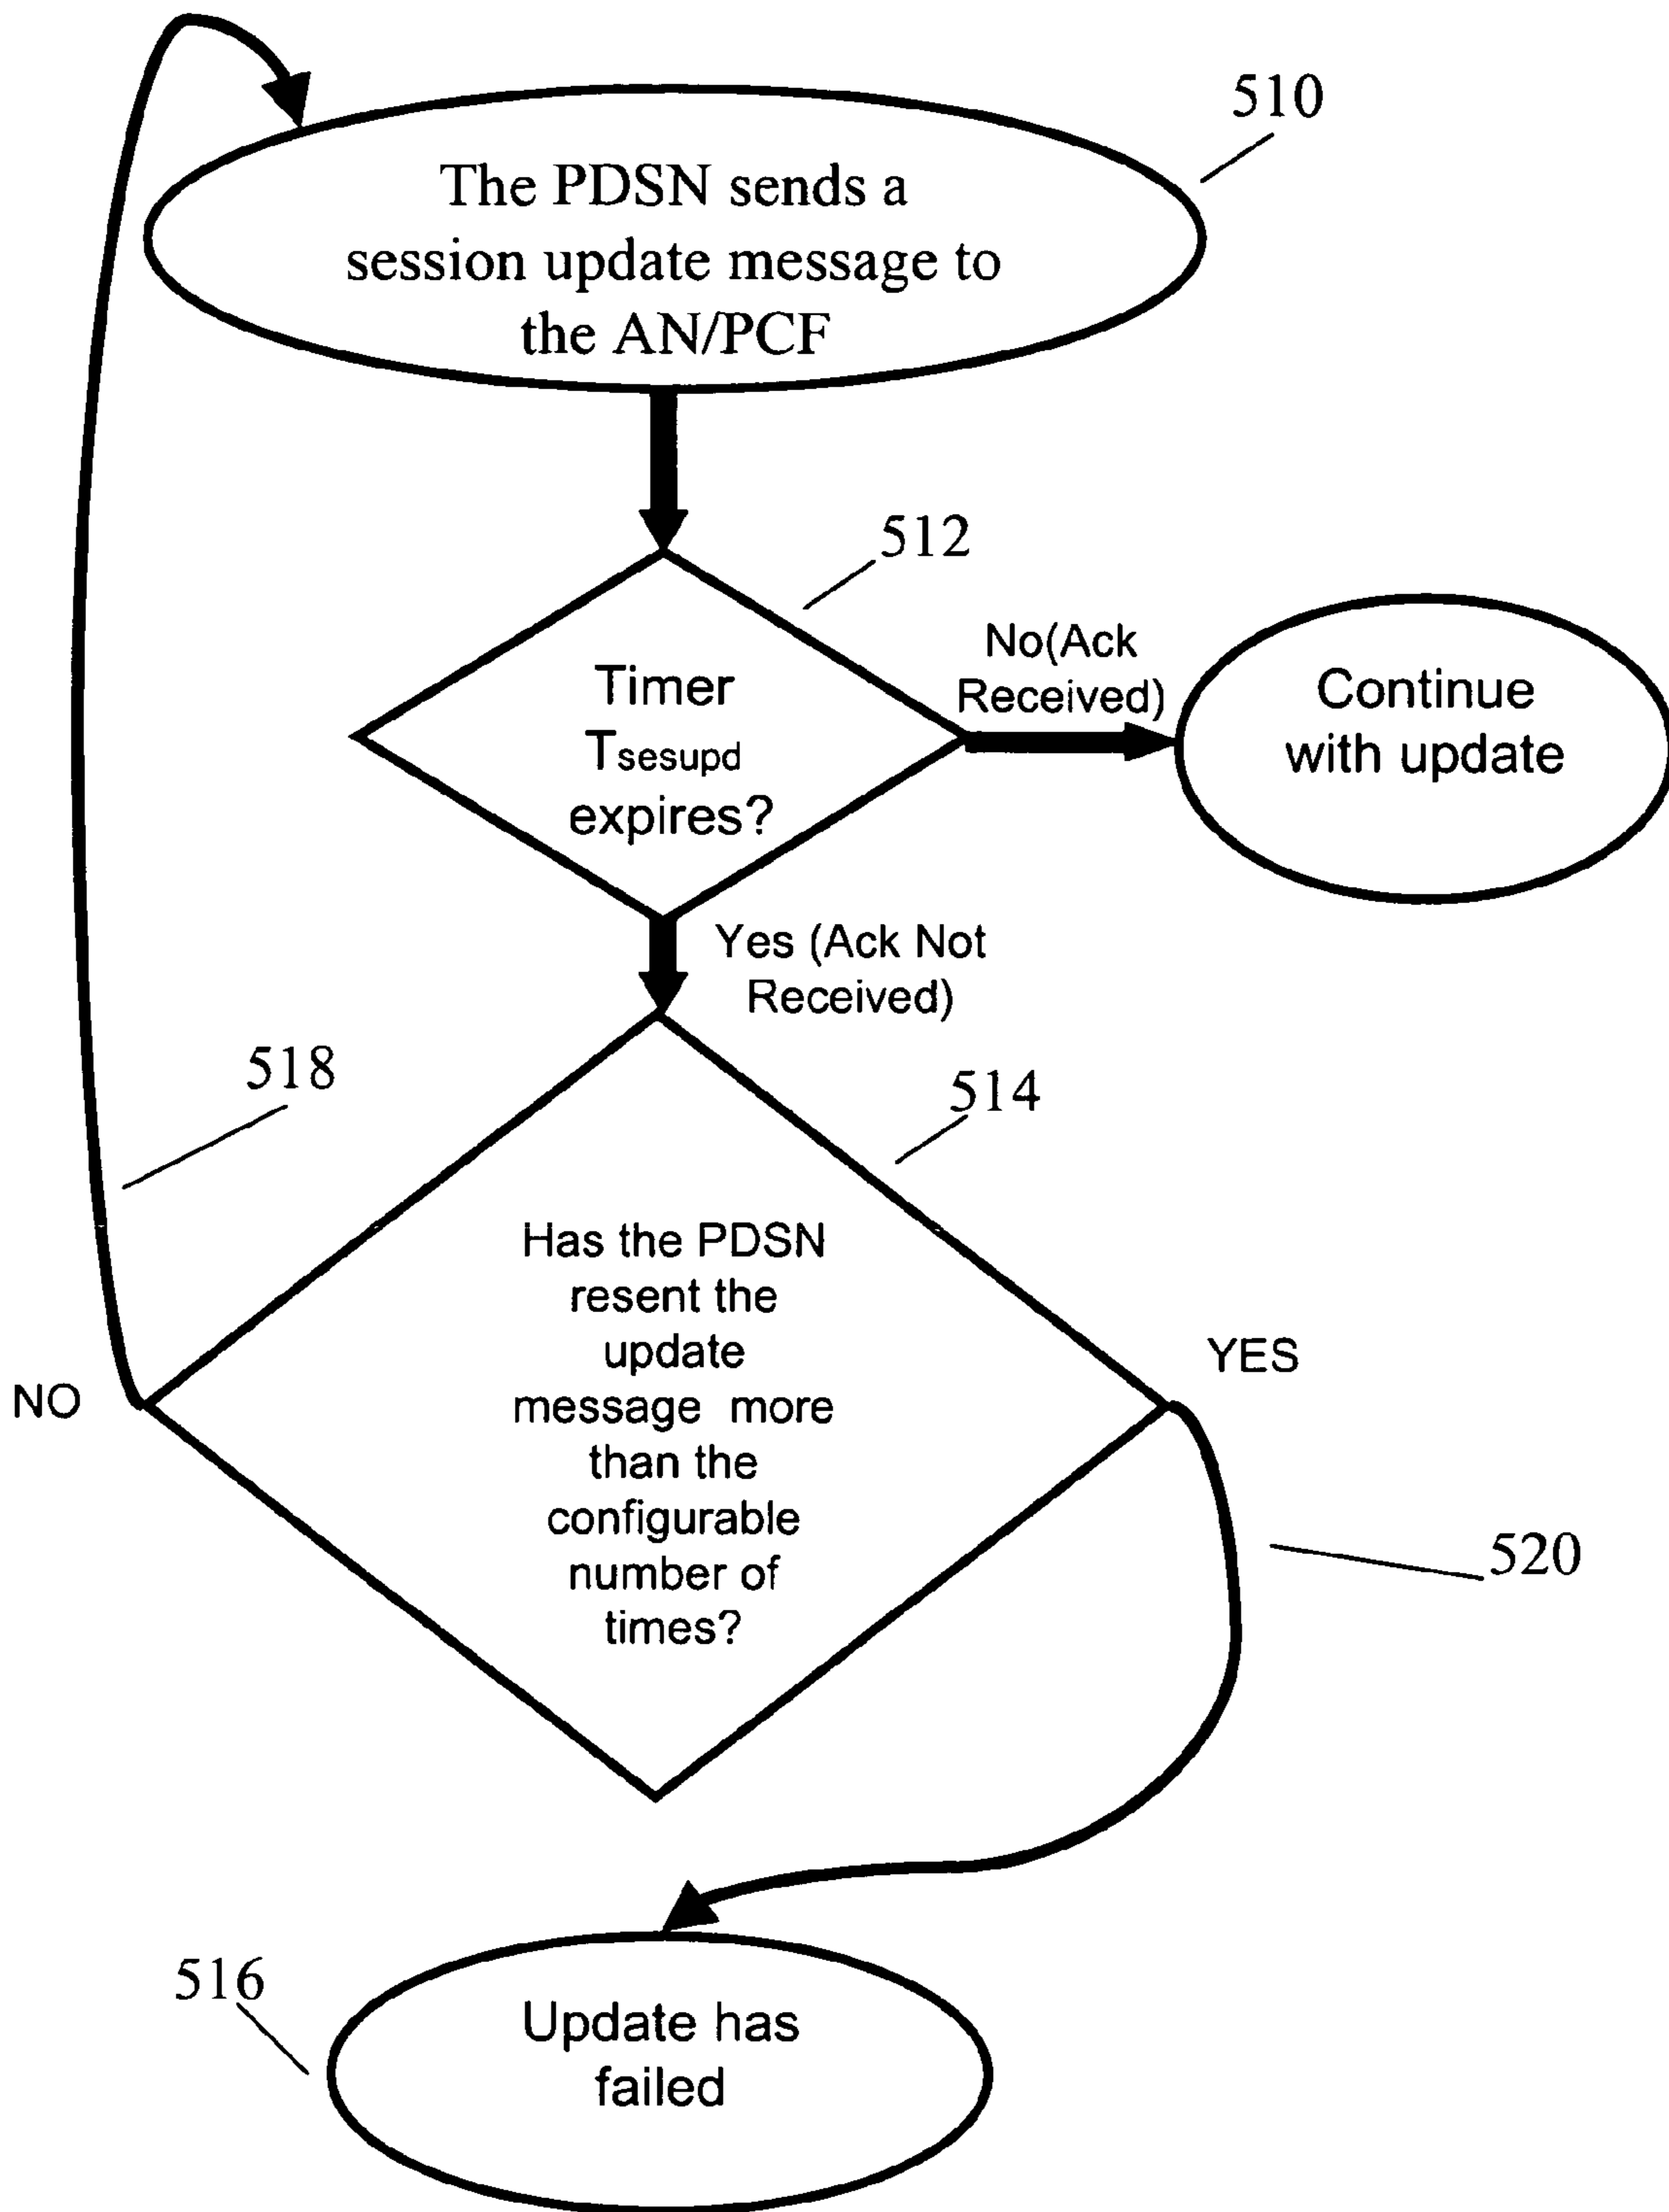 510
The PDSN sends a
session update message to
the AN/PCF
512
No(Ack
Received)
Timer
Tsesupd
expires?
Continue
with update
Yes (Ack Not
Received)
518
514
Has the PDSN
resent the
update
message more
than the
configurable
number of
times?
NO
YES
520
516
Update has
failed